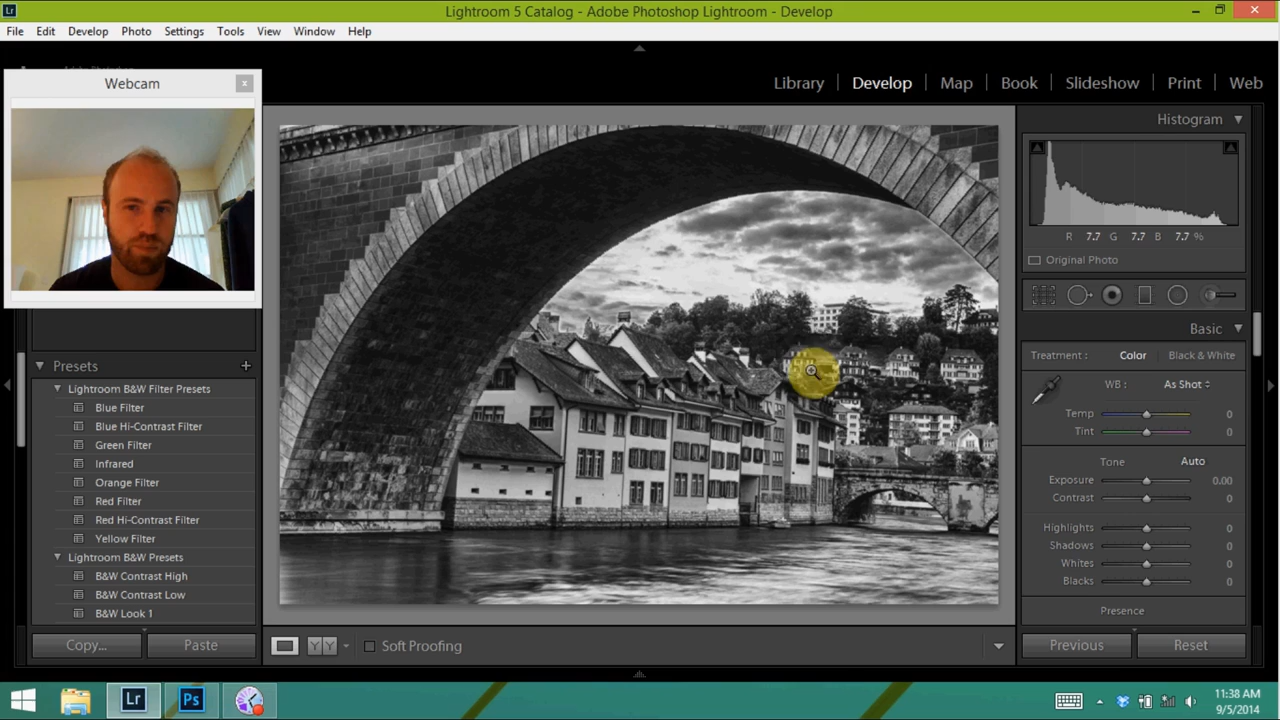 Lr
Lightroom 5 Catalog - Adobe Photoshop Lightroom - Develop
File Edit Develop Photo Settings Tools View Window Help
Webcam
x
Library Develop Map Book Slideshow Print Web
Histogram
R 7.7 G 7.7 B 7.7 %
Original Photo
Basic
Treatment : Color Black & White
WB : As Shot
Temp 0
Tint 0
Tone Auto
Exposure 0.00
Contrast 0
Highlights 0
Shadows 0
Whites 0
Blacks 0
Presence
Previous Reset
Presets +
Lightroom B&W Filter Presets
Blue Filter
Blue Hi-Contrast Filter
Green Filter
Infrared
Orange Filter
Red Filter
Red Hi-Contrast Filter
Yellow Filter
Lightroom B&W Presets
B&W Contrast High
B&W Contrast Low
B&W Look 1
Copy... Paste
YY Soft Proofing
Lr Ps
11:38 AM
9/5/2014